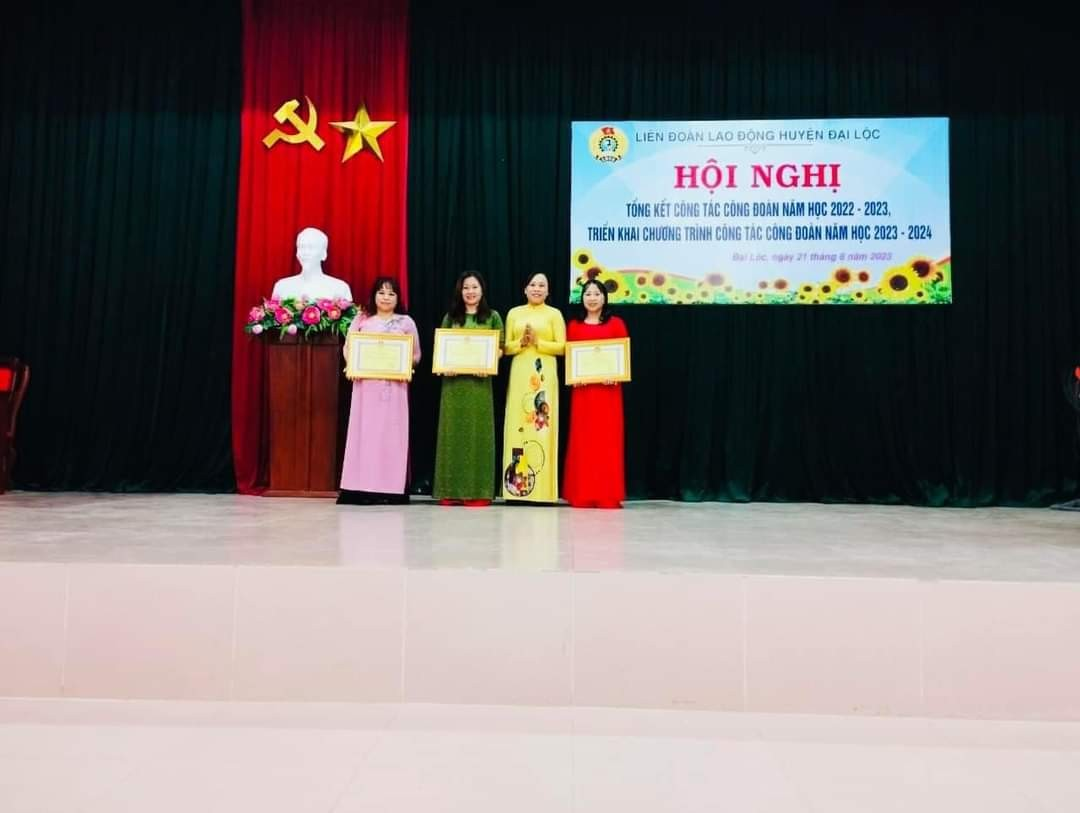 LIÊN ĐOÀN LAO ĐỘNG HUYỆN ĐẠI LỘC
HỘI NGHỊ
TỔNG KẾT CÔNG TÁC CÔNG ĐOÀN NĂM HỌC 2022 - 2023,
TRIỂN KHAI CHƯƠNG TRÌNH CÔNG TÁC CÔNG ĐOÀN NĂM HỌC 2023 - 2024
Đại Lộc, ngày 21 tháng 6 năm 2023